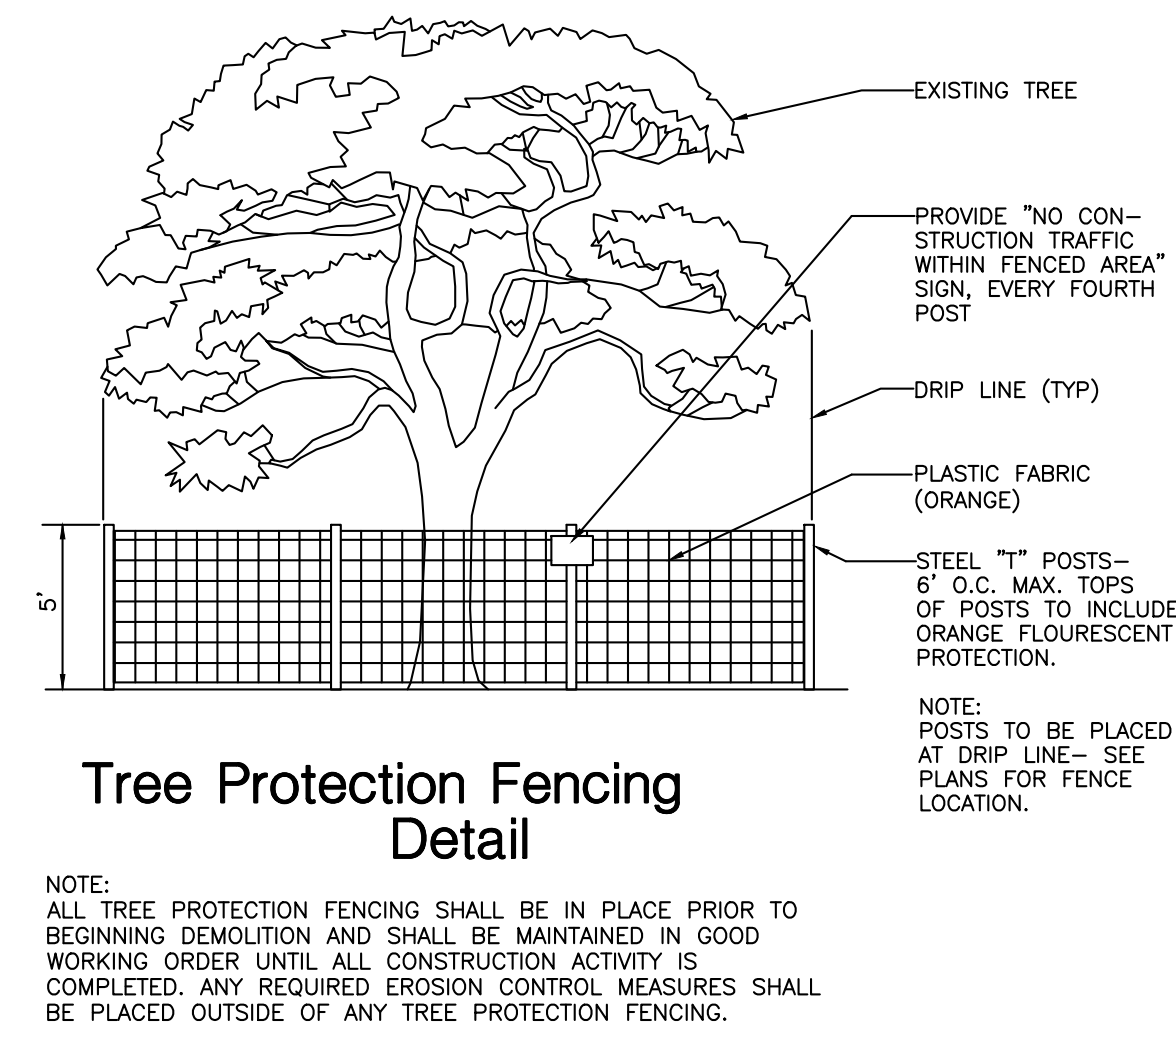 EXISTING TREE
PROVIDE "NO CON-
STRUCTION TRAFFIC
WITHIN FENCED AREA"
SIGN, EVERY FOURTH
POST
DRIP LINE (TYP)
PLASTIC FABRIC
(ORANGE)
STEEL "T" POSTS-
6' O.C. MAX. TOPS
OF POSTS TO INCLUDE
ORANGE FLOURESCENT
PROTECTION.
NOTE:
POSTS TO BE PLACED
AT DRIP LINE- SEE
PLANS FOR FENCE
LOCATION.
5'
Tree Protection Fencing
Detail
NOTE:
ALL TREE PROTECTION FENCING SHALL BE IN PLACE PRIOR TO
BEGINNING DEMOLITION AND SHALL BE MAINTAINED IN GOOD
WORKING ORDER UNTIL ALL CONSTRUCTION ACTIVITY IS
COMPLETED. ANY REQUIRED EROSION CONTROL MEASURES SHALL
BE PLACED OUTSIDE OF ANY TREE PROTECTION FENCING.